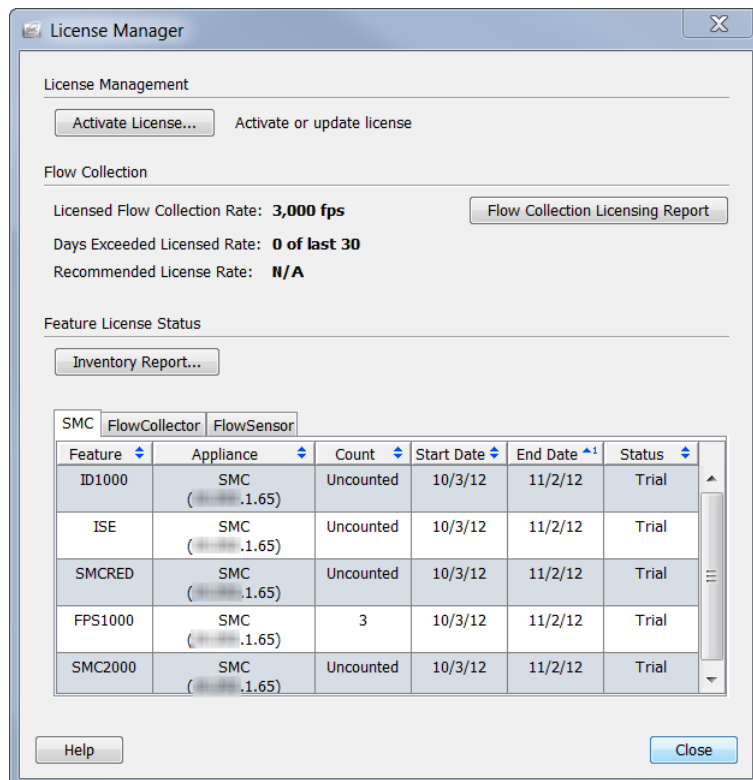 License Manager
License Management
Activate License... Activate or update license
Flow Collection
Licensed Flow Collection Rate: 3,000 fps Flow Collection Licensing Report
Days Exceeded Licensed Rate: 0 of last 30
Recommended License Rate: N/A
Feature License Status
Inventory Report...
SMC FlowCollector FlowSensor
Feature Appliance Count Start Date End Date 1 Status
ID1000 SMC Uncounted 10/3/12 11/2/12 Trial
( .1.65)
ISE SMC Uncounted 10/3/12 11/2/12 Trial
( .1.65)
SMCRED SMC Uncounted 10/3/12 11/2/12 Trial
( .1.65)
FPS1000 SMC 3 10/3/12 11/2/12 Trial
( .1.65)
SMC2000 SMC Uncounted 10/3/12 11/2/12 Trial
( .1.65)
Help Close